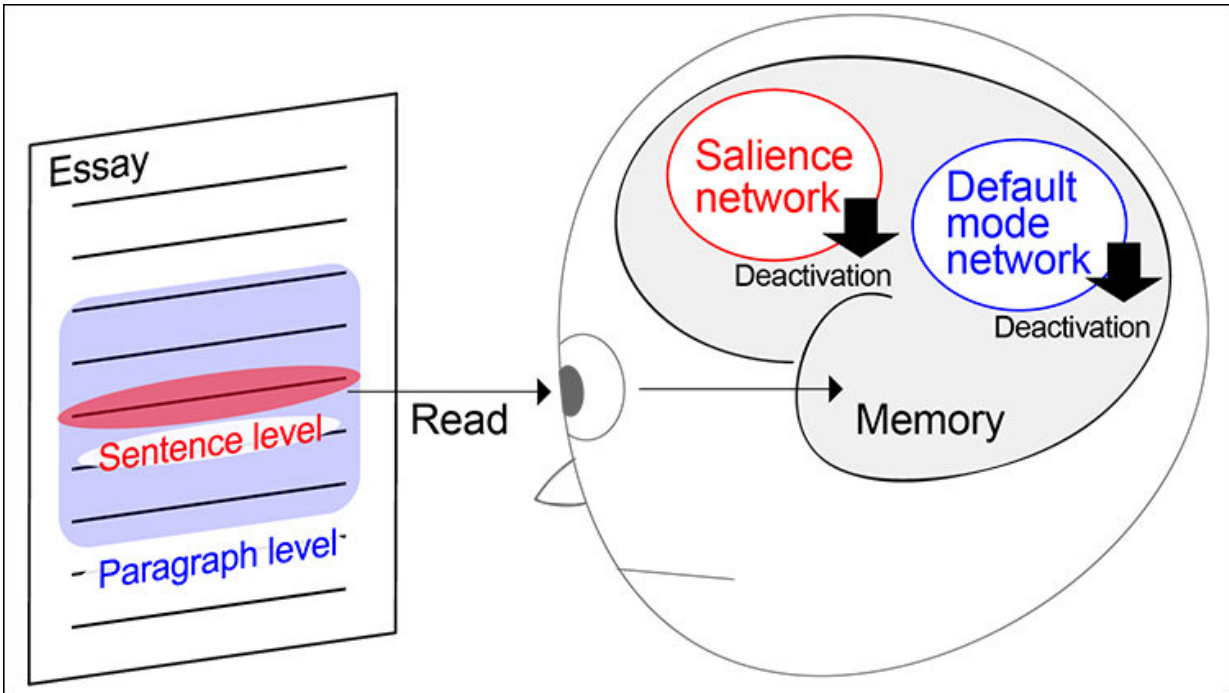 Essay
Sentence level
Paragraph level
Read
Salience
network
Deactivation
Default
mode
network
Deactivation
Memory